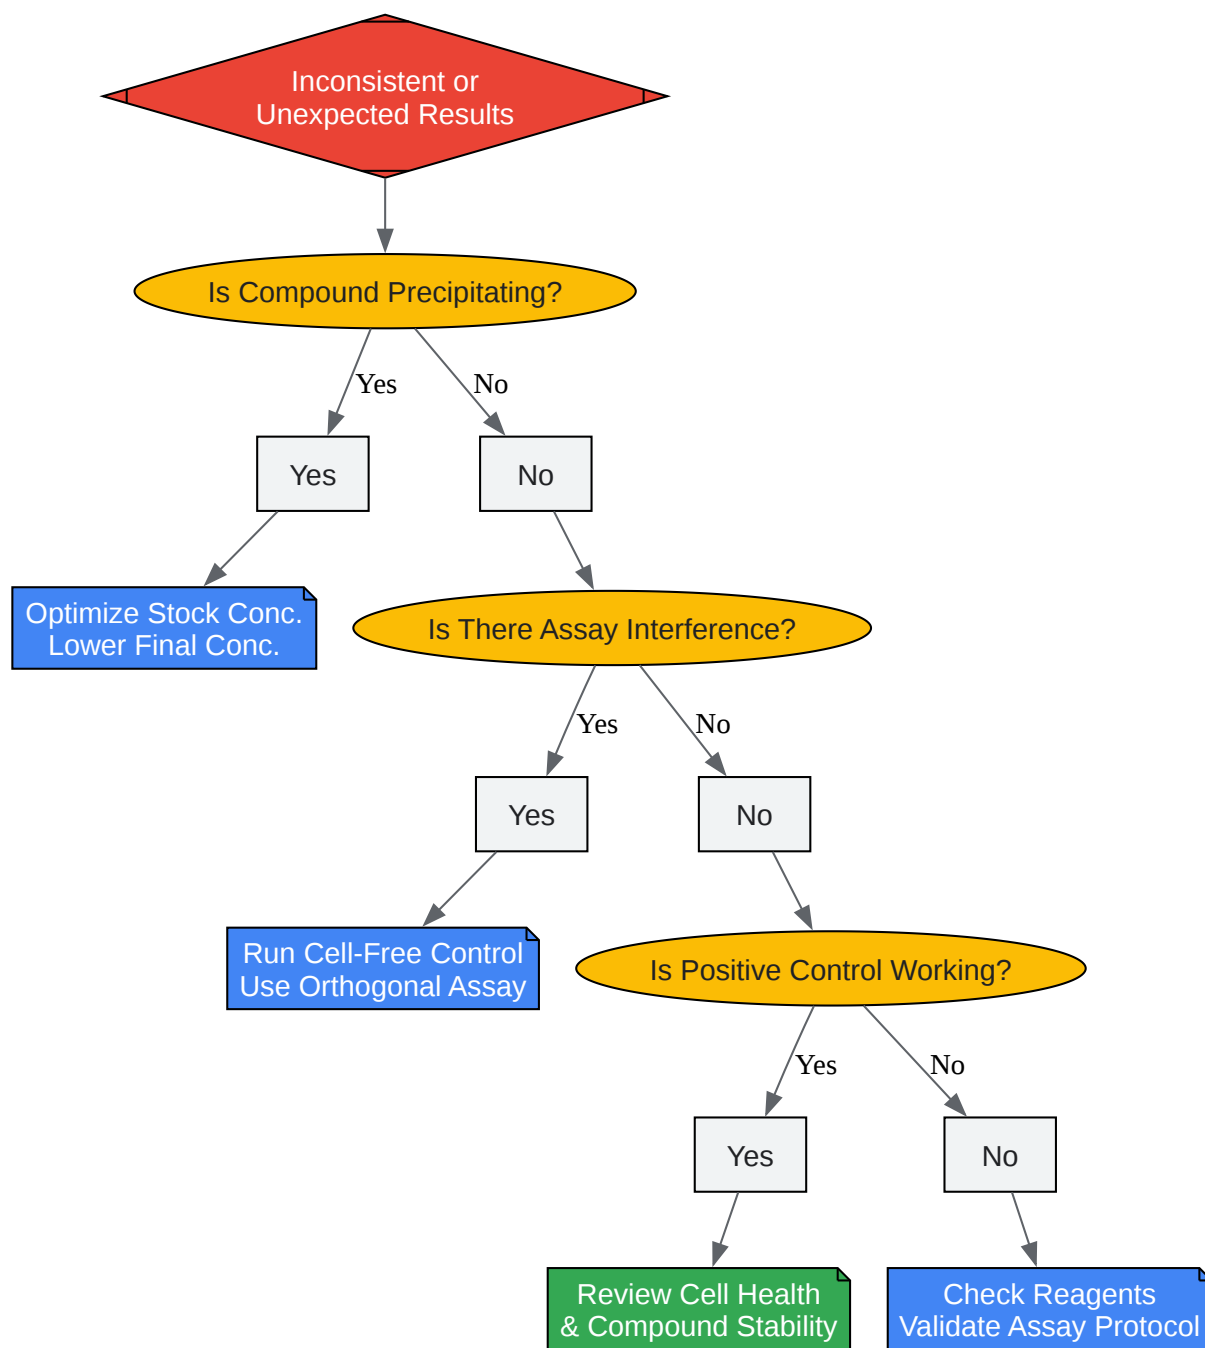 Inconsistent or
Unexpected Results
Is Compound Precipitating?
Yes
No
Yes
No
Optimize Stock Conc.
Lower Final Conc.
Is There Assay Interference?
Yes
No
Yes
No
Run Cell-Free Control
Use Orthogonal Assay
Is Positive Control Working?
Yes
No
Yes
No
Review Cell Health
& Compound Stability
Check Reagents
Validate Assay Protocol